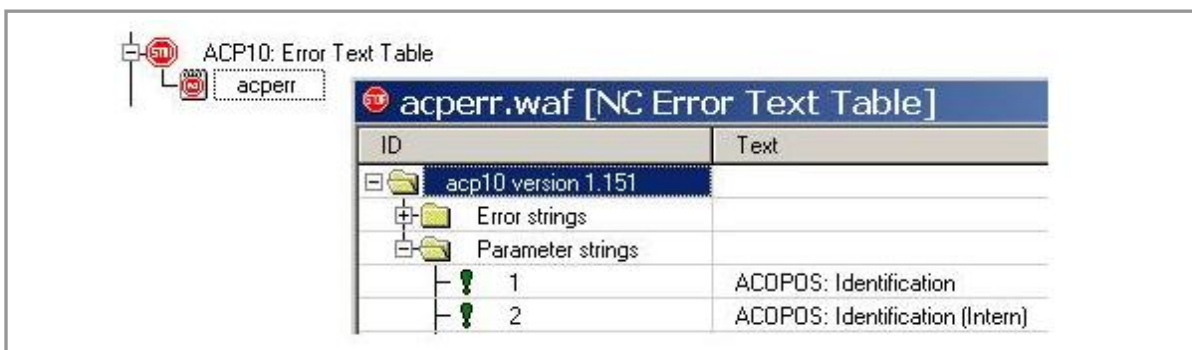 ACP10: Error Text Table
acperr
acperr.waf [NC Error Text Table]
ID Text
acp10 version 1.151
Error strings
Parameter strings
1 ACOPOS: Identification
2 ACOPOS: Identification (Intern)